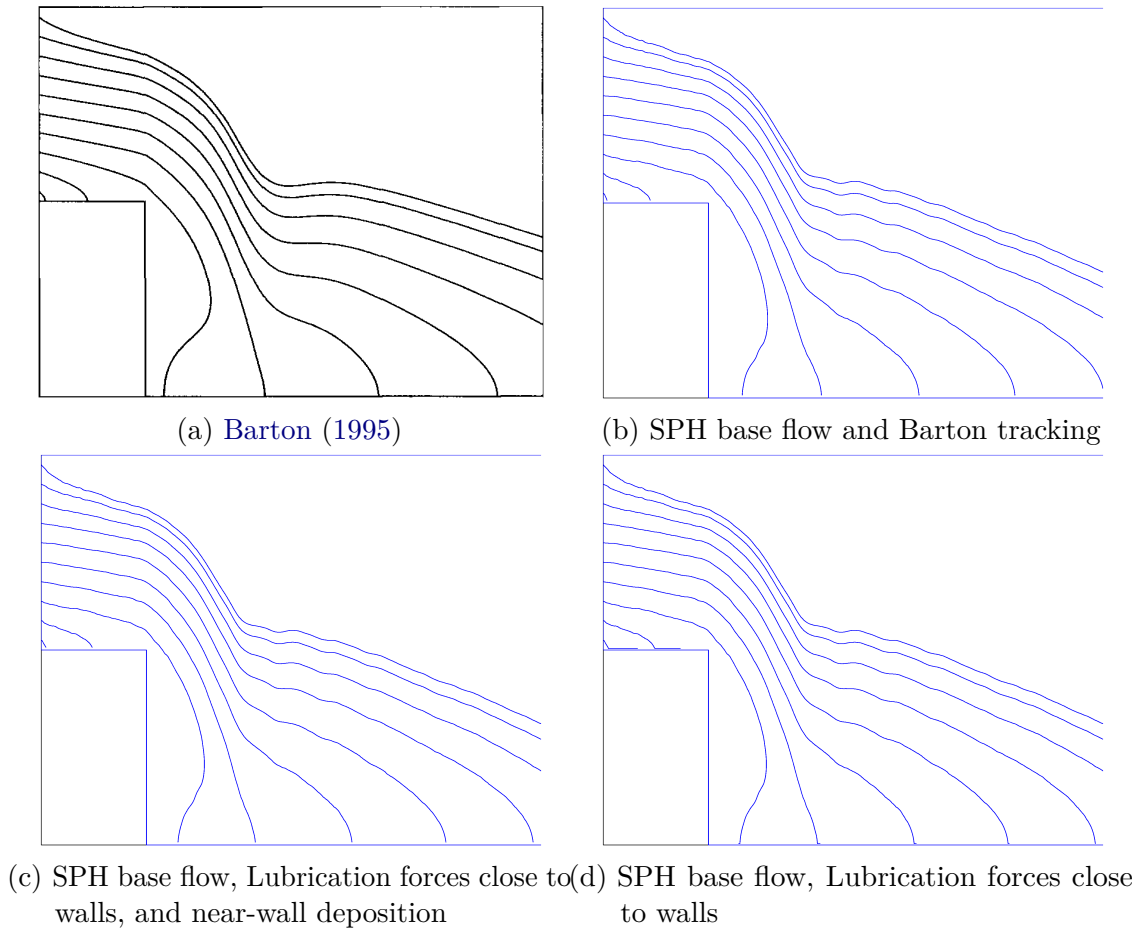 (a) Barton (1995)
(b) SPH base flow and Barton tracking
(c) SPH base flow, Lubrication forces close to
walls, and near-wall deposition
(d) SPH base flow, Lubrication forces close
to walls